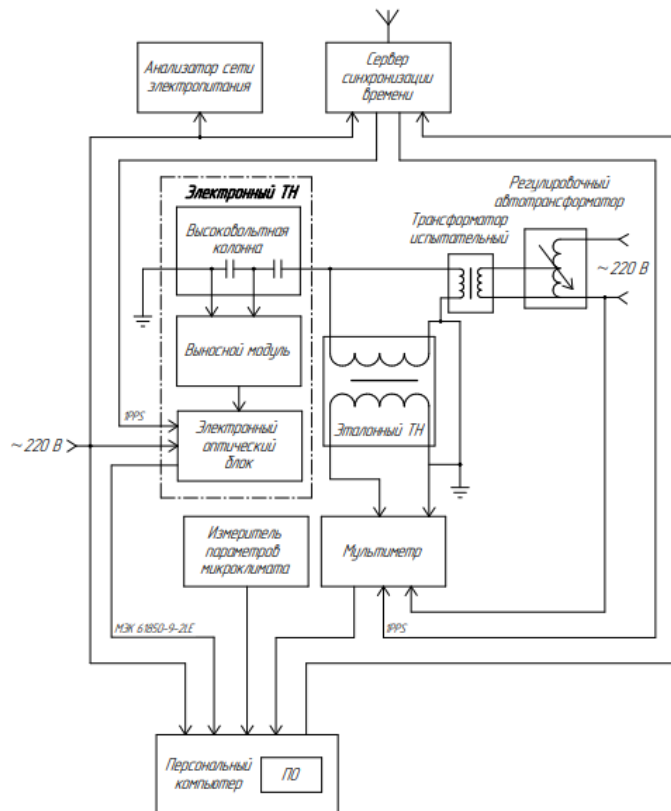 Анализатор сети
электропитания
Сервер
синхронизации
времени
Электронный ТН
Высоковольтная
колонна
Регулировочный
автотрансформатор
Трансформатор
испытательный
~ 220 В
Выносной модуль
1PPS
Электронный
оптический
блок
~ 220 В
Эталонный ТН
Измеритель
параметров
микроклимата
Мультиметр
МЭК 61850-9-2LE
1PPS
Персональный
компьютер
ПО